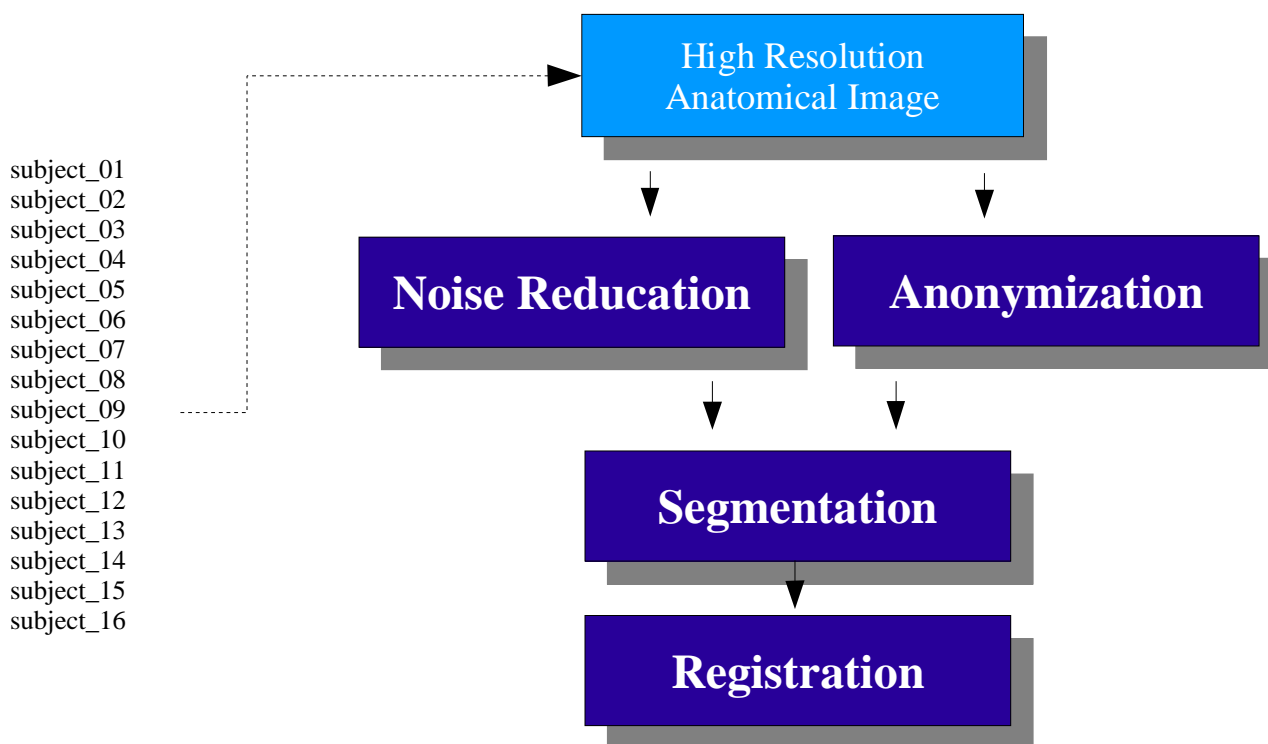 High Resolution
Anatomical Image
subject_01
subject_02
subject_03
subject_04
subject_05
subject_06
subject_07
subject_08
subject_09
subject_10
subject_11
subject_12
subject_13
subject_14
subject_15
subject_16
Noise Reducation
Anonymization
Segmentation
Registration